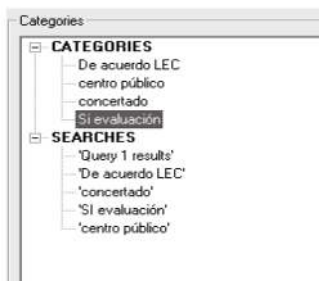 Categories
CATEGORIES
De acuerdo LEC
centro público
concertado
Si evaluación
SEARCHES
'Query 1 results'
'De acuerdo LEC'
'concertado'
'SI evaluación'
'centro público'